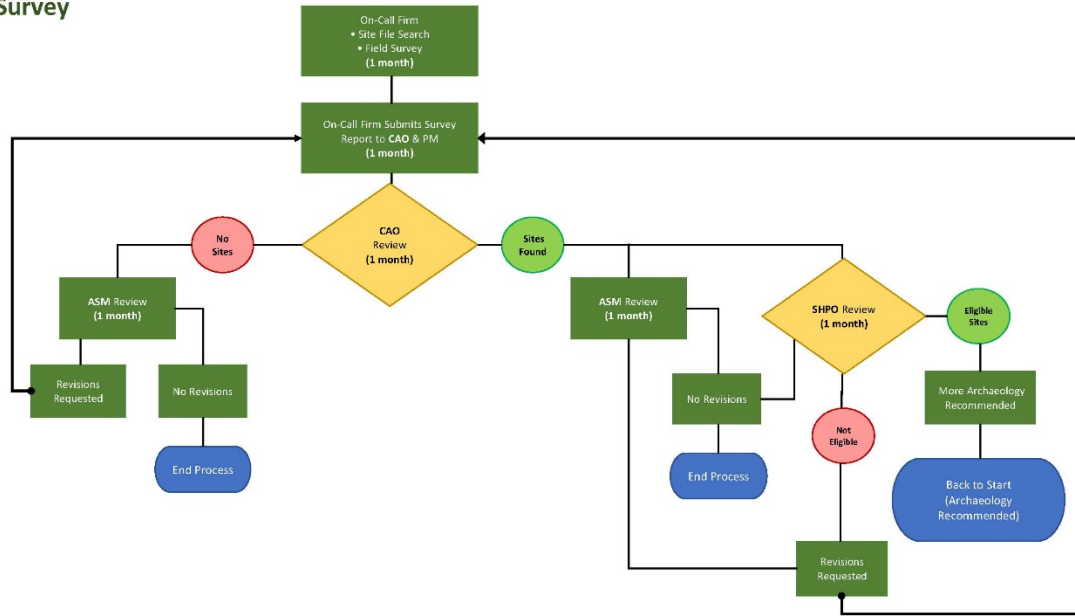 Survey
On-Call Firm
• Site File Search
• Field Survey
(1 month)
On-Call Firm Submits Survey
Report to CAO & PM
(1 month)
CAO
Review
(1 month)
No
Sites
Sites
Found
ASM Review
(1 month)
Revisions
Requested
No Revisions
End Process
ASM Review
(1 month)
SHPO Review
(1 month)
Eligible
Sites
No Revisions
More Archaeology
Recommended
Not
Eligible
End Process
Back to Start
(Archaeology
Recommended)
Revisions
Requested